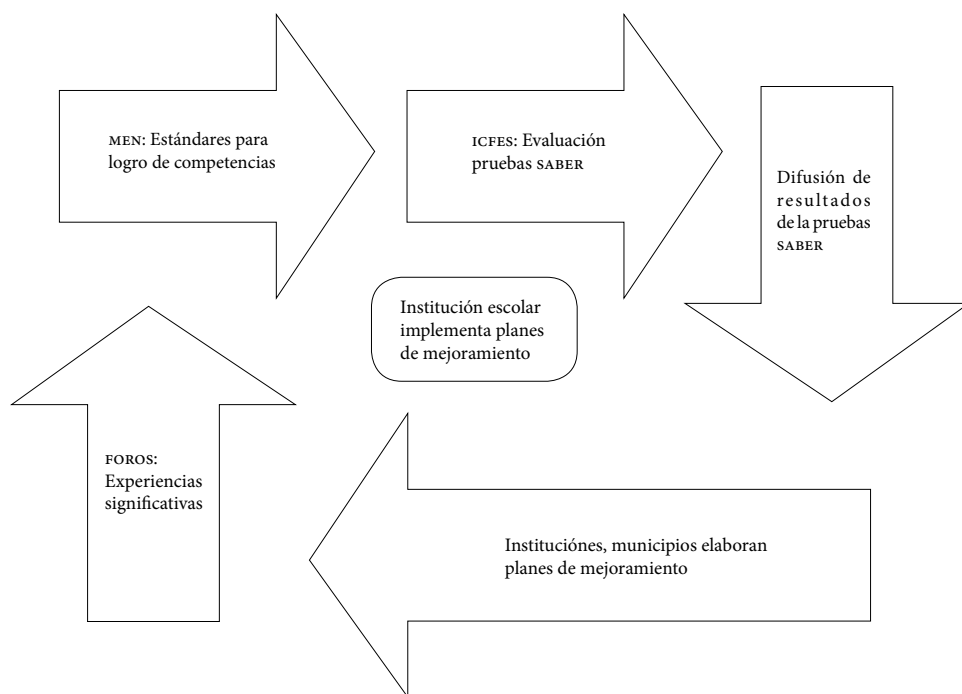 MEN: Estándares para
logro de competencias
ICFES: Evaluación
pruebas SABER
Difusión de
resultados
de la pruebas
SABER
Institución escolar
implementa planes
de mejoramiento
FOROS:
Experiencias
significativas
Instituciónes, municipios elaboran
planes de mejoramiento